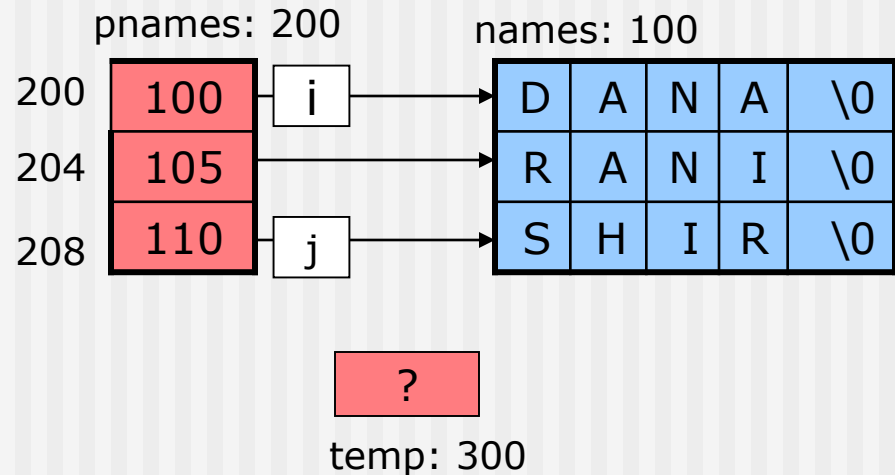 pnames: 200 names: 100
200 100 i D A N A \0
204 105 R A N I \0
208 110 j S H I R \0
?
temp: 300